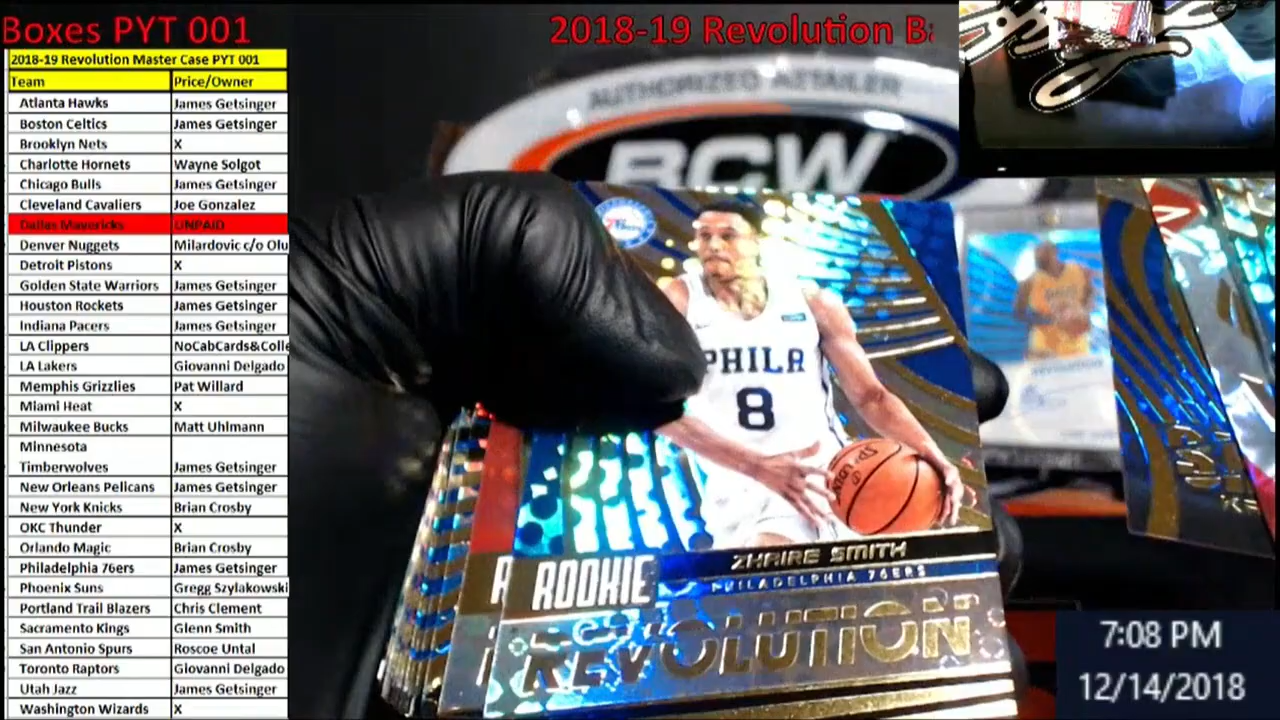 Boxes PYT 001
2018-19 Revolution Ba
2018-19 Revolution Master Case PYT 001
Team Price/Owner
Atlanta Hawks James Getsinger
Boston Celtics James Getsinger
Brooklyn Nets X
Charlotte Hornets Wayne Solgot
Chicago Bulls James Getsinger
Cleveland Cavaliers Joe Gonzalez
Dallas Mavericks UNPAID
Denver Nuggets Milardovic c/o Olu
Detroit Pistons X
Golden State Warriors James Getsinger
Houston Rockets James Getsinger
Indiana Pacers James Getsinger
LA Clippers NoCabCards&Colle
LA Lakers Giovanni Delgado
Memphis Grizzlies Pat Willard
Miami Heat X
Milwaukee Bucks Matt Uhlmann
Minnesota
Timberwolves James Getsinger
New Orleans Pelicans James Getsinger
New York Knicks Brian Crosby
OKC Thunder X
Orlando Magic Brian Crosby
Philadelphia 76ers James Getsinger
Phoenix Suns Gregg Szylakowski
Portland Trail Blazers Chris Clement
Sacramento Kings Glenn Smith
San Antonio Spurs Roscoe Untal
Toronto Raptors Giovanni Delgado
Utah Jazz James Getsinger
Washington Wizards X
AUTHORIZED RETAILER
BCW
PHILA
8
SPALDING
ROOKIE
ZHAIRE SMITH
PHILADELPHIA 76ERS
REVOLUTION
7:08 PM
12/14/2018